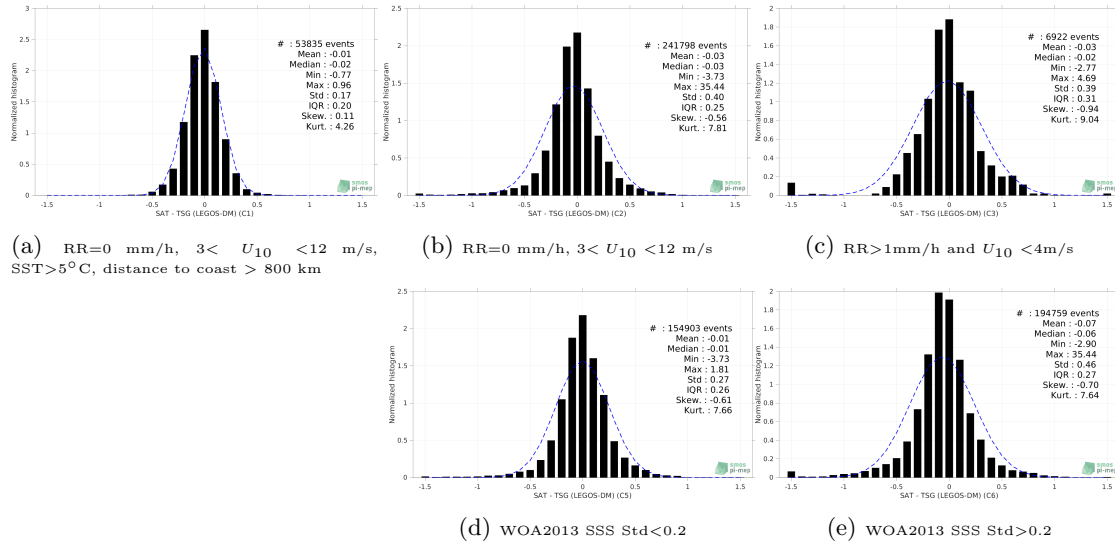 3
2.5
2
1.5
1
0.5
0
Normalized histogram
# : 53835 events
Mean : -0.01
Median : -0.02
Min : -0.77
Max : 0.96
Std : 0.17
IQR : 0.20
Skew. : 0.11
Kurt. : 4.26
smos
pi-mep
-1.5 -1 -0.5 0 0.5 1 1.5
SAT - TSG (LEGOS-DM) (C1)
(a) RR=0 mm/h, 3< U10 <12 m/s,
SST>5°C, distance to coast > 800 km
2.5
2
1.5
1
0.5
0
Normalized histogram
# : 241798 events
Mean : -0.03
Median : -0.03
Min : -3.73
Max : 35.44
Std : 0.40
IQR : 0.25
Skew. : -0.56
Kurt. : 7.81
smos
pi-mep
-1.5 -1 -0.5 0 0.5 1 1.5
SAT - TSG (LEGOS-DM) (C2)
(b) RR=0 mm/h, 3< U10 <12 m/s
2
1.8
1.6
1.4
1.2
1
0.8
0.6
0.4
0.2
0
Normalized histogram
# : 6922 events
Mean : -0.03
Median : -0.02
Min : -2.77
Max : 4.69
Std : 0.39
IQR : 0.31
Skew. : -0.94
Kurt. : 9.04
smos
pi-mep
-1.5 -1 -0.5 0 0.5 1 1.5
SAT - TSG (LEGOS-DM) (C3)
(c) RR>1mm/h and U10 <4m/s
2.5
2
1.5
1
0.5
0
Normalized histogram
# : 154903 events
Mean : -0.01
Median : -0.01
Min : -3.73
Max : 1.81
Std : 0.27
IQR : 0.26
Skew. : -0.61
Kurt. : 7.66
smos
pi-mep
-1.5 -1 -0.5 0 0.5 1 1.5
SAT - TSG (LEGOS-DM) (C5)
(d) WOA2013 SSS Std<0.2
2
1.8
1.6
1.4
1.2
1
0.8
0.6
0.4
0.2
0
Normalized histogram
# : 194759 events
Mean : -0.07
Median : -0.06
Min : -2.90
Max : 35.44
Std : 0.46
IQR : 0.27
Skew. : -0.70
Kurt. : 7.64
smos
pi-mep
-1.5 -1 -0.5 0 0.5 1 1.5
SAT - TSG (LEGOS-DM) (C6)
(e) WOA2013 SSS Std>0.2